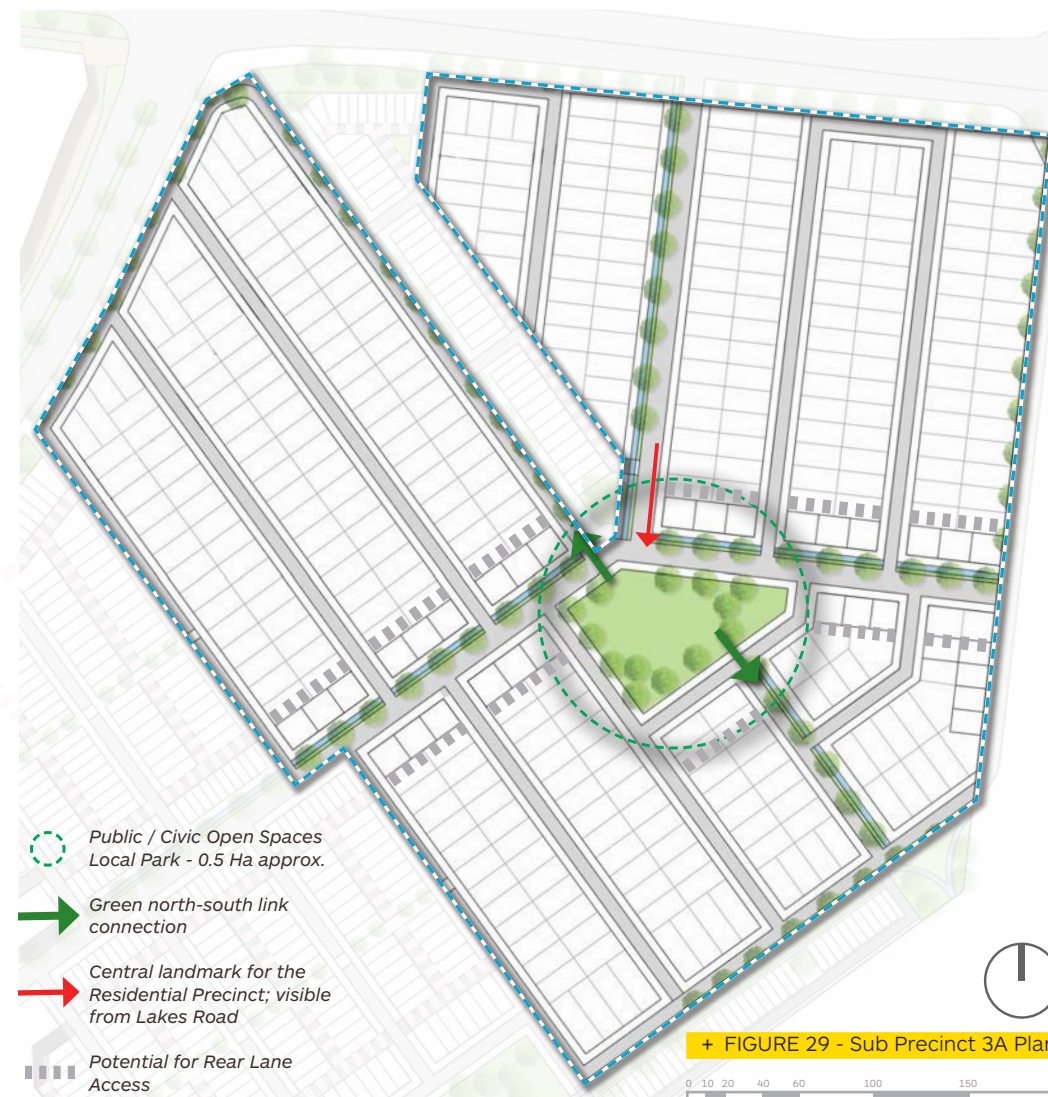 Public / Civic Open Spaces
Local Park - 0.5 Ha approx.
Green north-south link
connection
Central landmark for the
Residential Precinct; visible
from Lakes Road
Potential for Rear Lane
Access
+ FIGURE 29 - Sub Precinct 3A Plan
0 10 20 40 60 100 150